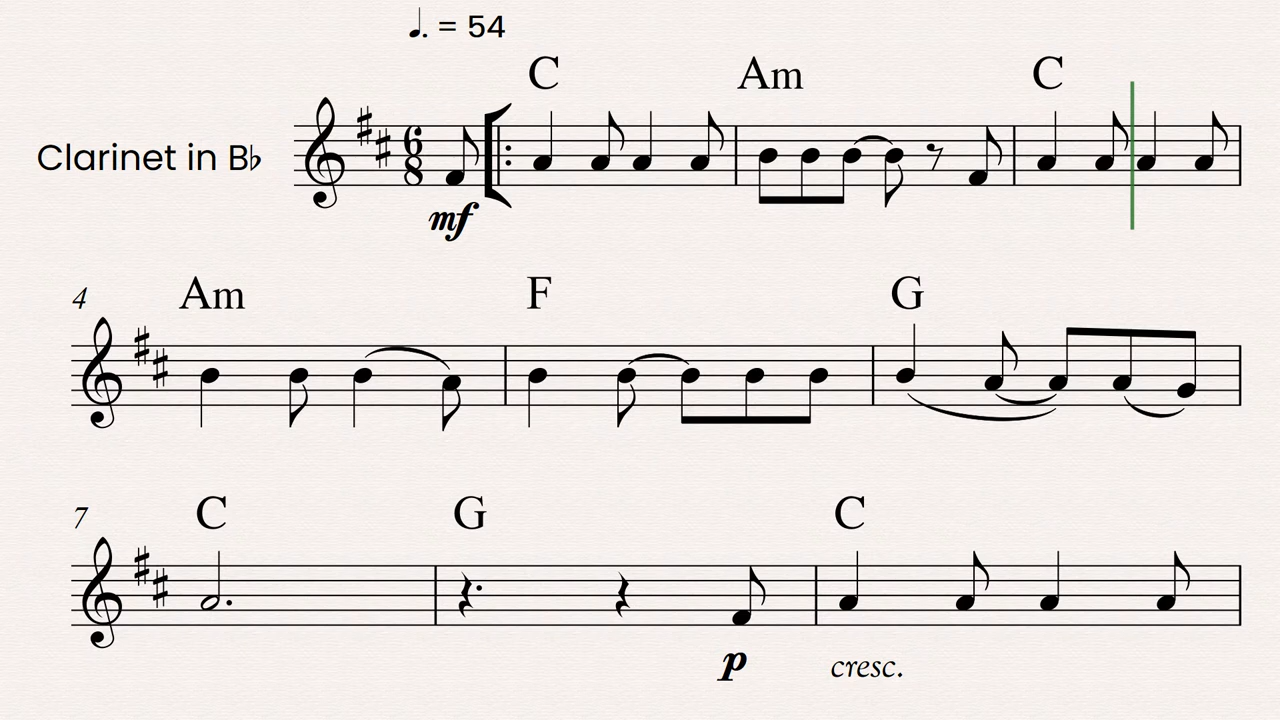 ♩. = 54
C Am C
Clarinet in B♭
6
8
mf
4 Am F G
7 C G C
p cresc.